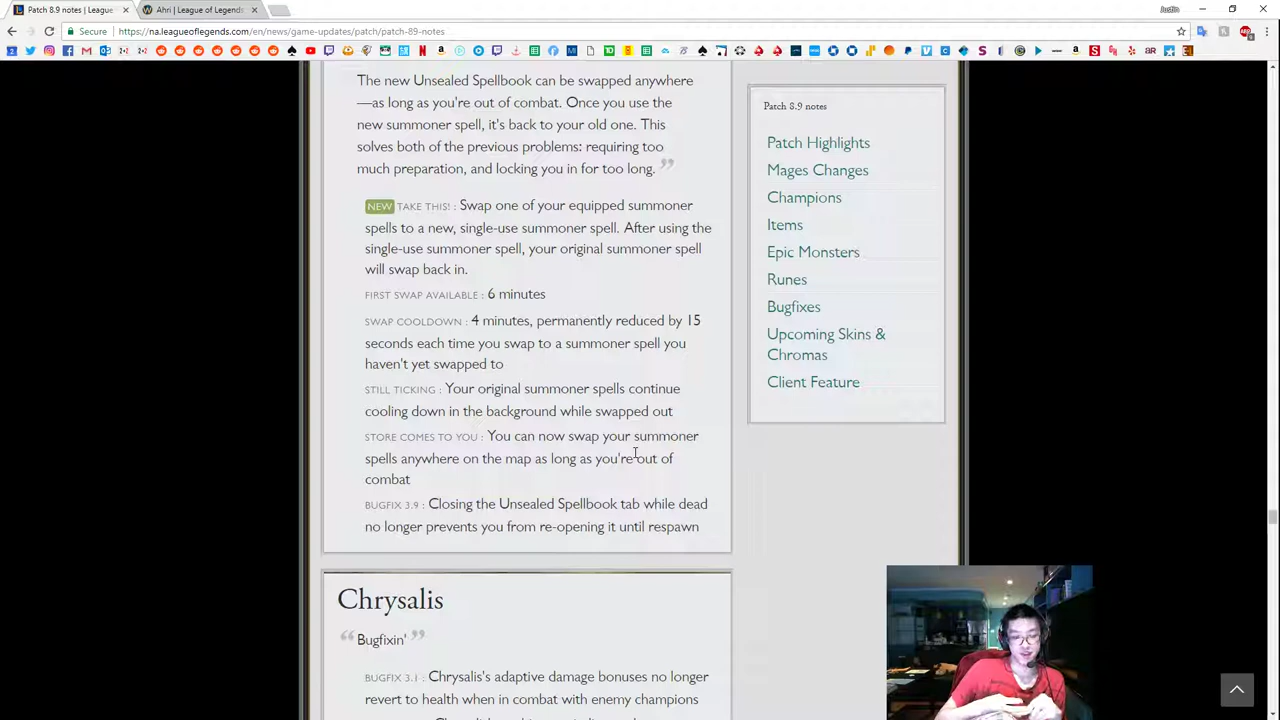 Justin
Patch 8.9 notes | League
Ahri | League of Legends
Secure
https://na.leagueoflegends.com/en/news/game-updates/patch/patch-89-notes
The new Unsealed Spellbook can be swapped anywhere
—as long as you're out of combat. Once you use the
new summoner spell, it's back to your old one. This
solves both of the previous problems: requiring too
much preparation, and locking you in for too long. ”
NEW TAKE THIS! : Swap one of your equipped summoner
spells to a new, single-use summoner spell. After using the
single-use summoner spell, your original summoner spell
will swap back in.
FIRST SWAP AVAILABLE : 6 minutes
SWAP COOLDOWN : 4 minutes, permanently reduced by 15
seconds each time you swap to a summoner spell you
haven't yet swapped to
STILL TICKING : Your original summoner spells continue
cooling down in the background while swapped out
STORE COMES TO YOU : You can now swap your summoner
spells anywhere on the map as long as you're out of
combat
BUGFIX 3.9 : Closing the Unsealed Spellbook tab while dead
no longer prevents you from re-opening it until respawn
Chrysalis
“ Bugfixin' ”
BUGFIX 3.1 : Chrysalis's adaptive damage bonuses no longer
revert to health when in combat with enemy champions
Patch 8.9 notes
Patch Highlights
Mages Changes
Champions
Items
Epic Monsters
Runes
Bugfixes
Upcoming Skins &
Chromas
Client Feature